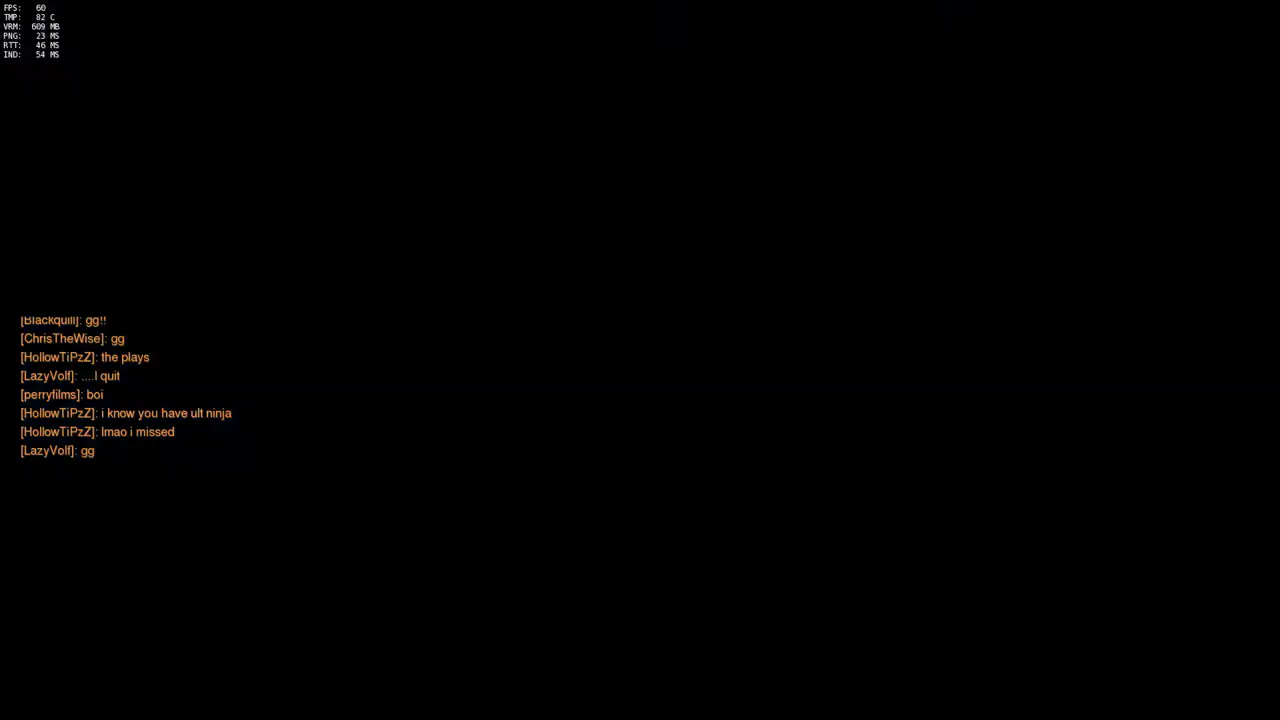 FPS: 60
TMP: 82 C
VRM: 609 MB
PNG: 23 MS
RTT: 46 MS
IND: 54 MS
[Blackquill]: gg!!
[ChrisTheWise]: gg
[HollowTiPzZ]: the plays
[LazyVolf]: ....I quit
[perryfilms]: boi
[HollowTiPzZ]: i know you have ult ninja
[HollowTiPzZ]: lmao i missed
[LazyVolf]: gg